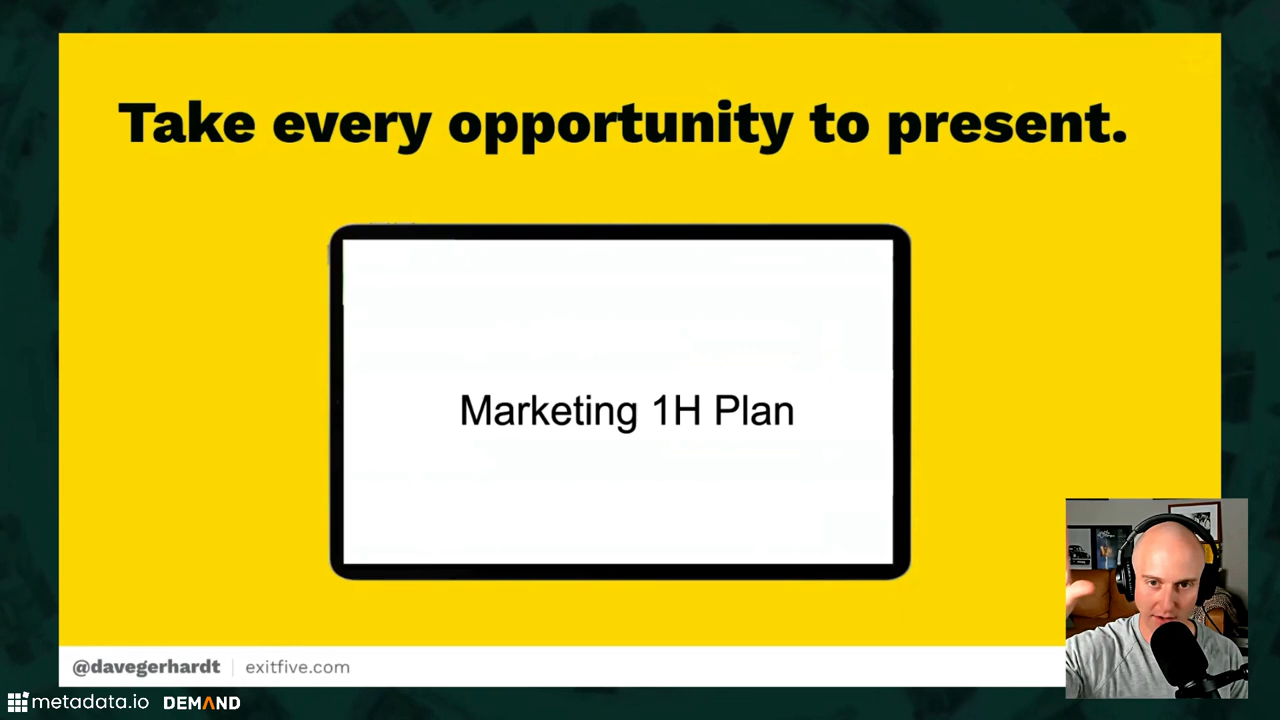 Take every opportunity to present.
Marketing 1H Plan
@davegerhardt
exitfive.com
metadata.io
DEMAND